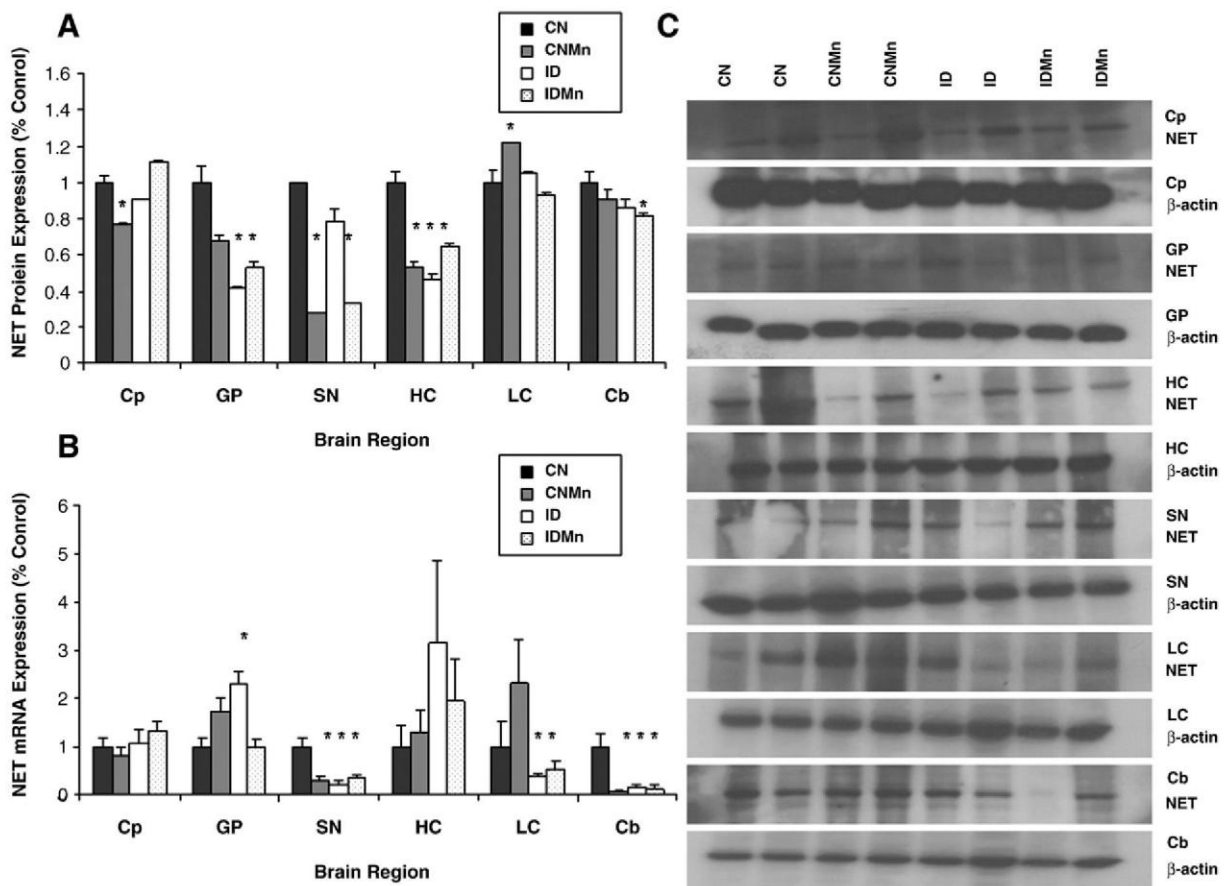 A
CN
CNMn
ID
IDMn
NET Protein Expression (% Conrol)
1.6
1.4
1.2
1
0.8
0.6
0.4
0.2
0
*
* *
* *
* * *
*
*
Cp GP SN HC LC Cb
Brain Region
B
CN
CNMn
ID
IDMn
NET mRNA Expression (% Conrol)
6
5
4
3
2
1
0
*
* * *
* *
* * *
Cp GP SN HC LC Cb
Brain Region
C
CN CN CNMn CNMn ID ID IDMn IDMn
Cp
NET
Cp
β-actin
GP
NET
GP
β-actin
HC
NET
HC
β-actin
SN
NET
SN
β-actin
LC
NET
LC
β-actin
Cb
NET
Cb
β-actin